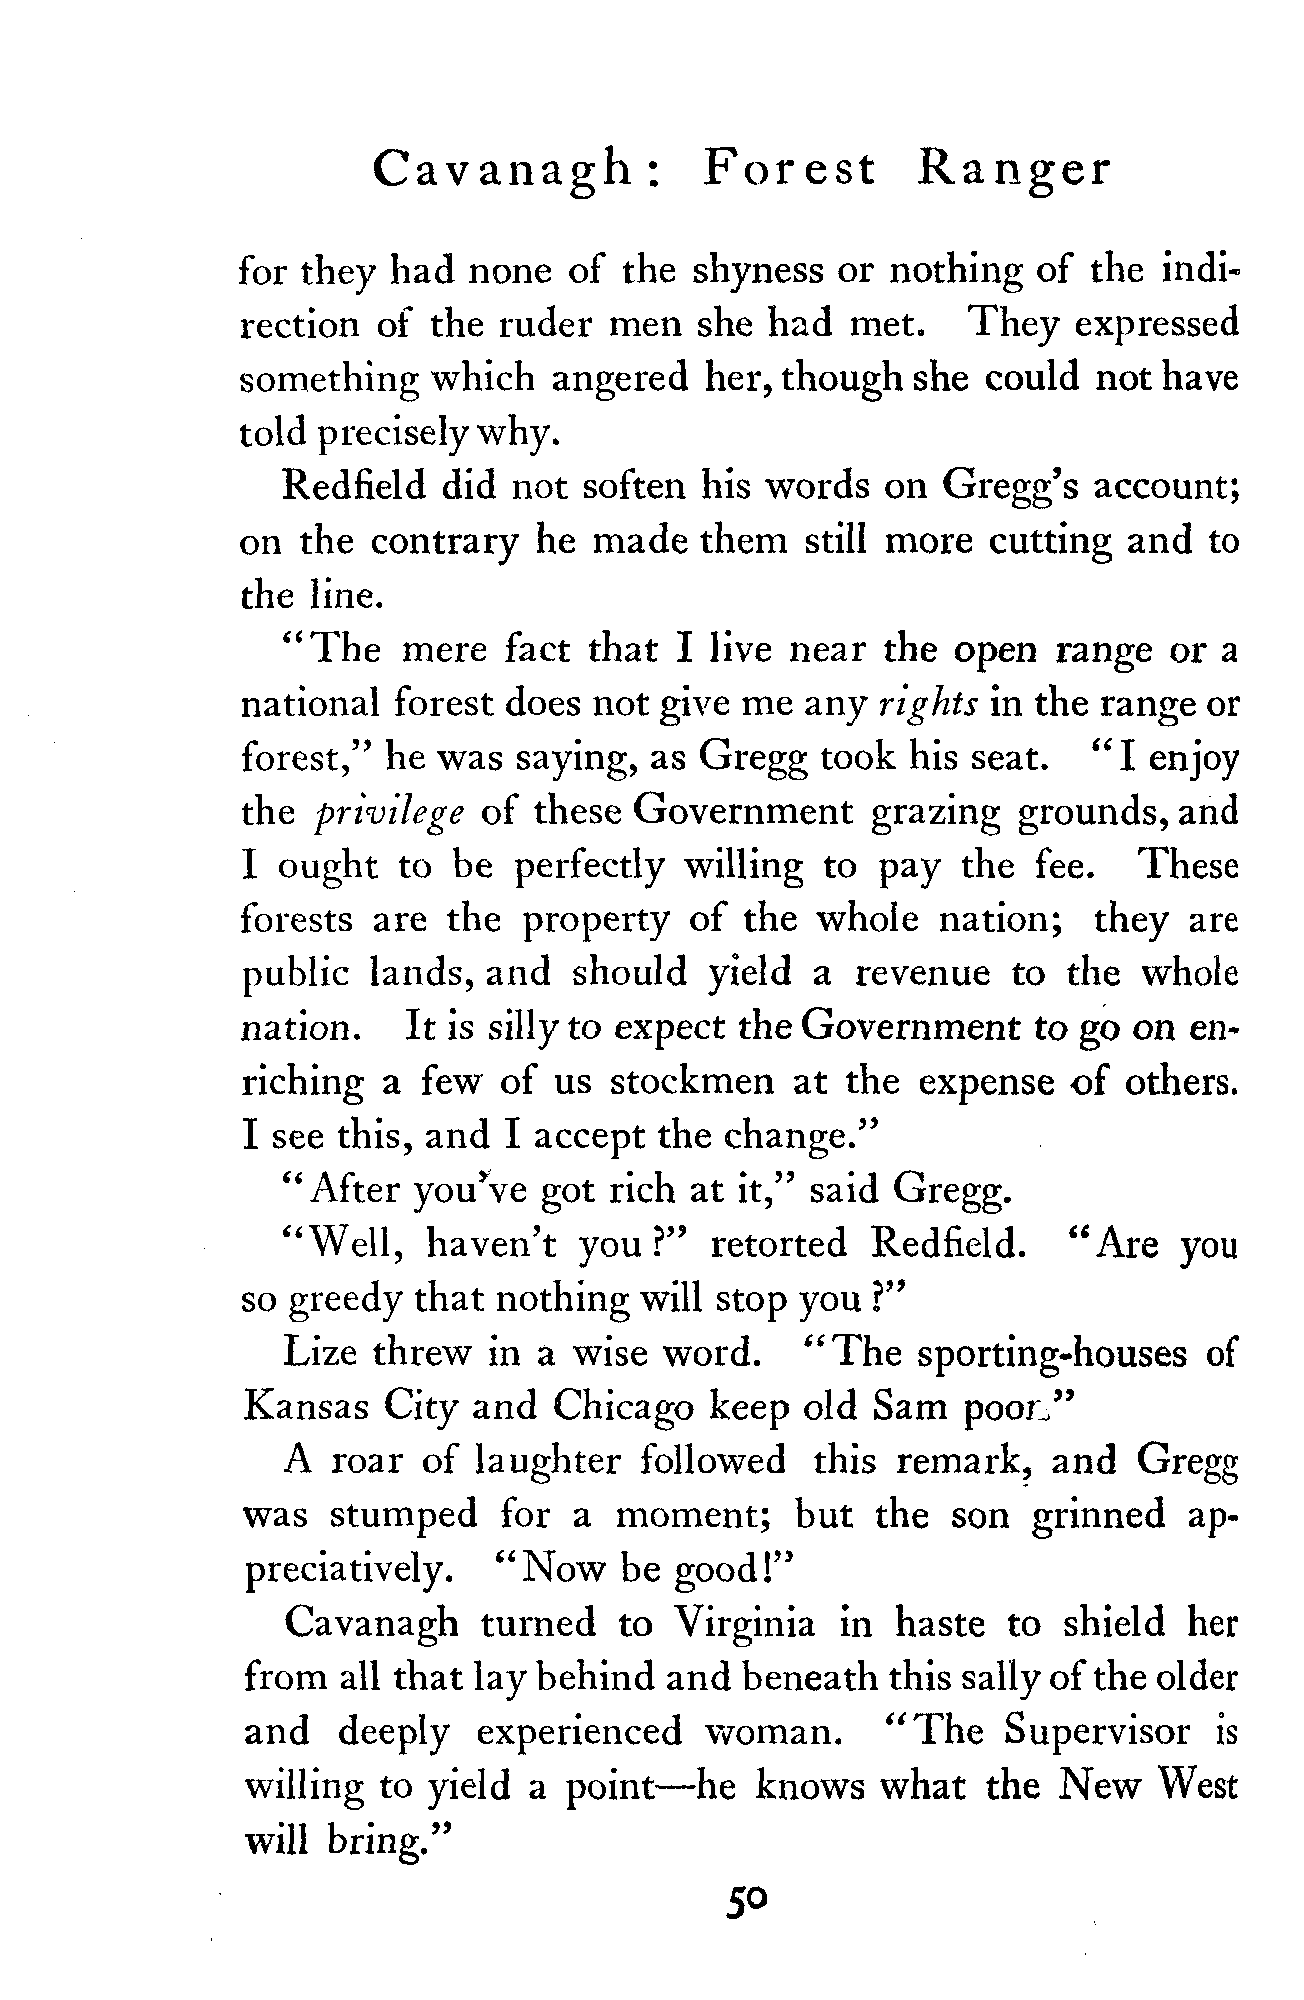 Cavanagh: Forest Ranger
for they had none of the shyness or nothing of the indi-
rection of the ruder men she had met. They expressed
something which angered her, though she could not have
told precisely why.
Redfield did not soften his words on Gregg's account;
on the contrary he made them still more cutting and to
the line.
"The mere fact that I live near the open range or a
national forest does not give me any rights in the range or
forest," he was saying, as Gregg took his seat. "I enjoy
the privilege of these Government grazing grounds, and
I ought to be perfectly willing to pay the fee. These
forests are the property of the whole nation; they are
public lands, and should yield a revenue to the whole
nation. It is silly to expect the Government to go on en-
riching a few of us stockmen at the expense of others.
I see this, and I accept the change."
"After you've got rich at it," said Gregg.
"Well, haven't you?" retorted Redfield. "Are you
so greedy that nothing will stop you?"
Lize threw in a wise word. "The sporting-houses of
Kansas City and Chicago keep old Sam poor."
A roar of laughter followed this remark, and Gregg
was stumped for a moment; but the son grinned ap-
preciatively. "Now be good!"
Cavanagh turned to Virginia in haste to shield her
from all that lay behind and beneath this sally of the older
and deeply experienced woman. "The Supervisor is
willing to yield a point—he knows what the New West
will bring."
50